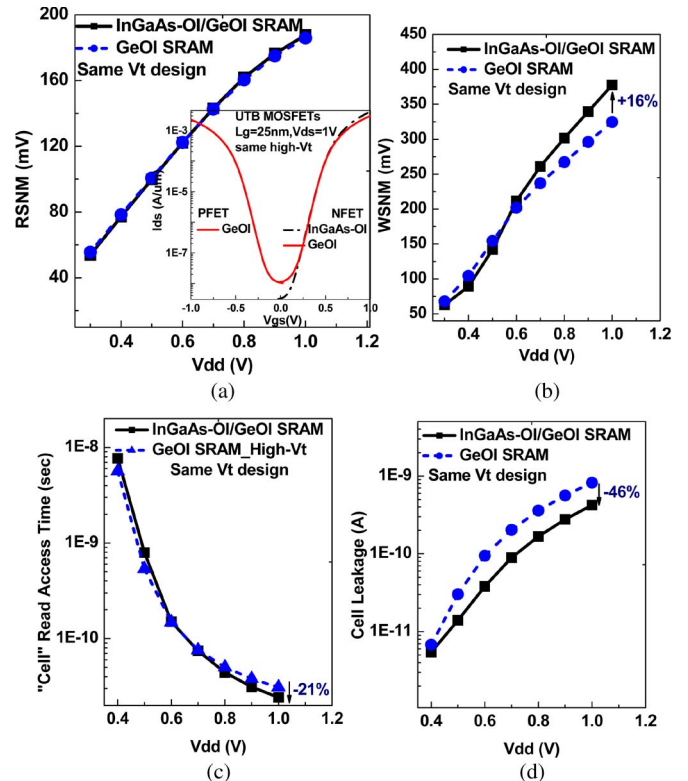 200
160
120
80
40
RSNM (mV)
InGaAs-OI/GeOI SRAM
GeOI SRAM
Same Vt design
UTB MOSFETs
Lg=25nm,Vds=1V
same high-Vt
1E-3
1E-5
1E-7
Ids (A/um)
PFET
GeOI
NFET
InGaAs-OI
GeOI
-1.0 -0.5 0.0 0.5 1.0
Vgs(V)
0.4 0.6 0.8 1.0 1.2
Vdd (V)
(a)
450
400
350
300
250
200
150
100
50
WSNM (mV)
InGaAs-OI/GeOI SRAM
GeOI SRAM
Same Vt design
+16%
0.4 0.6 0.8 1.0 1.2
Vdd (V)
(b)
1E-8
1E-9
1E-10
"Cell" Read Access Time (sec)
InGaAs-OI/GeOI SRAM
GeOI SRAM_High-Vt
Same Vt design
-21%
0.4 0.6 0.8 1.0 1.2
Vdd (V)
(c)
1E-9
1E-10
1E-11
Cell Leakage (A)
InGaAs-OI/GeOI SRAM
GeOI SRAM
Same Vt design
-46%
0.4 0.5 0.6 0.7 0.8 0.9 1.0 1.1 1.2
Vdd (V)
(d)